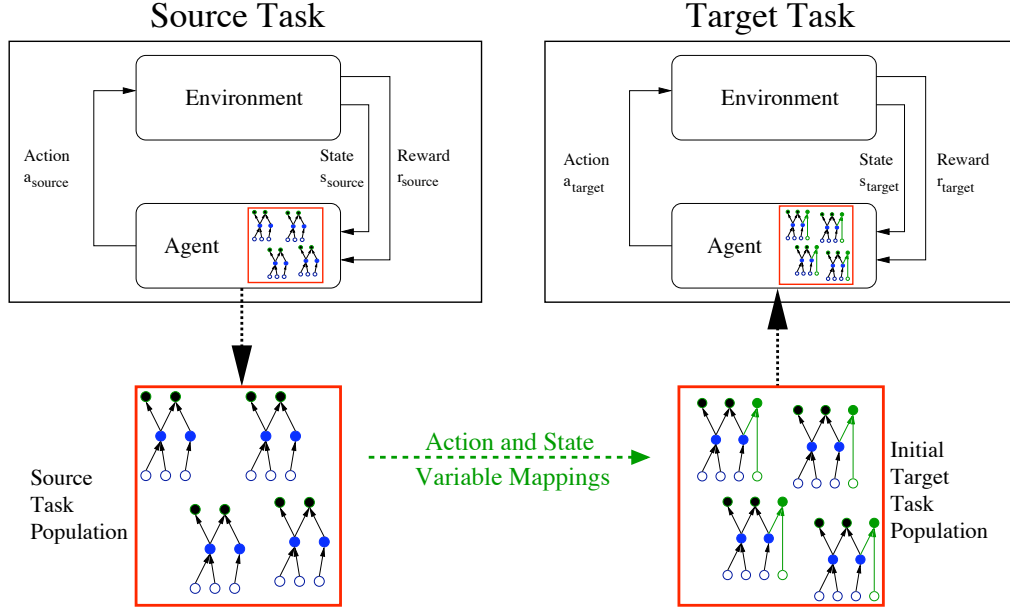 Source Task
Target Task
Environment
Action
a_source
State
s_source
Reward
r_source
Agent
Environment
Action
a_target
State
s_target
Reward
r_target
Agent
Source
Task
Population
Action and State
Variable Mappings
Initial
Target
Task
Population